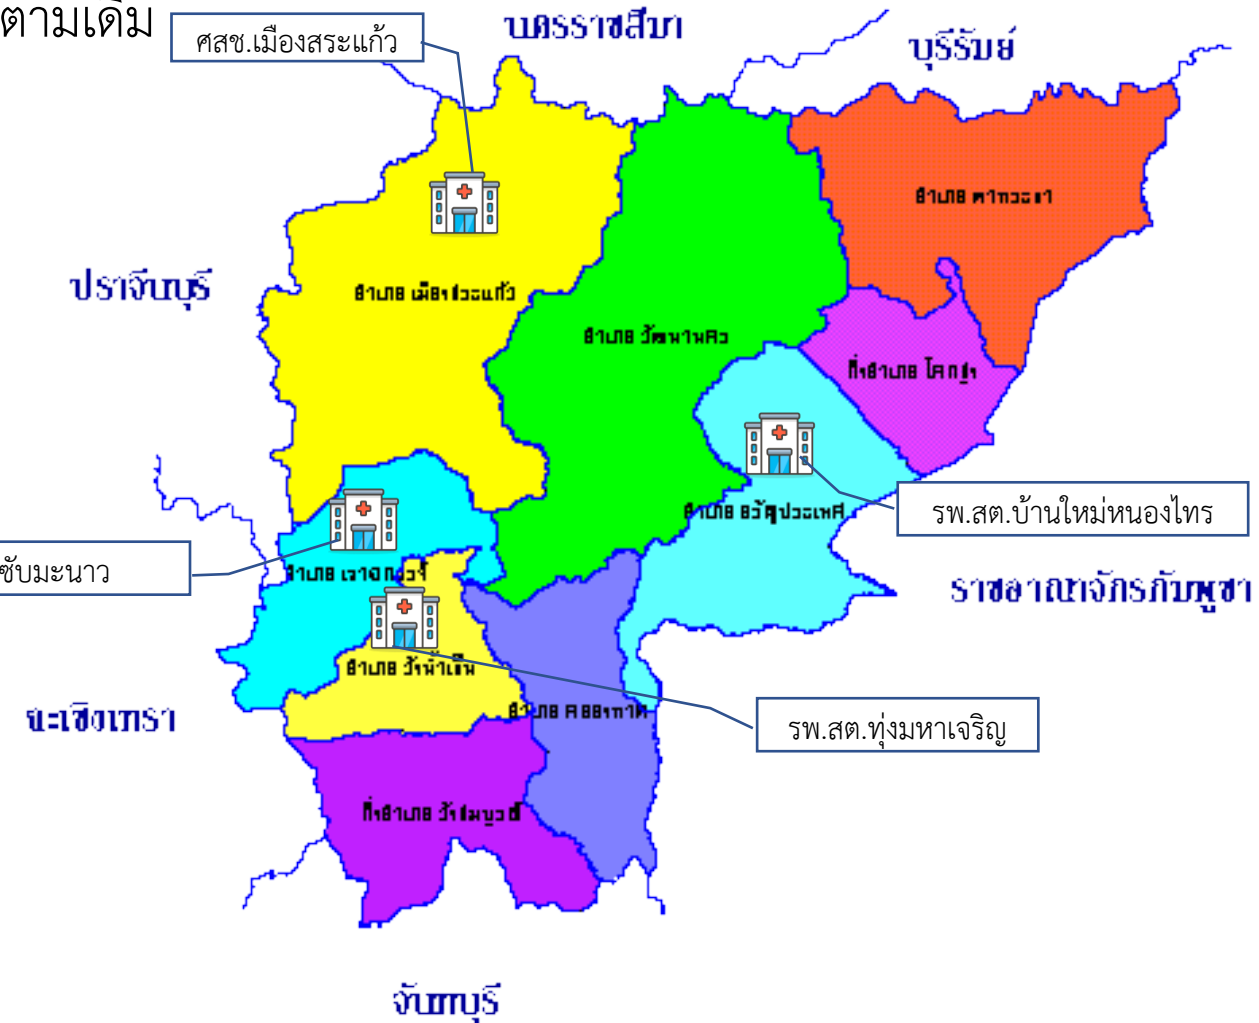 ตามเดิม
ศสช.เมืองสระแก้ว
นครราชสีมา
บุรีรัมย์
อำเภอ ตาพระยา
ปราจีนบุรี
อำเภอ เมืองสระแก้ว
อำเภอ วัฒนานคร
กิ่งอำเภอ โคกสูง
รพ.สต.บ้านใหม่หนองไทร
อำเภอ อรัญประเทศ
ซับมะนาว
อำเภอ เขาฉกรรจ์
ราชอาณาจักรกัมพูชา
อำเภอ วังน้ำเย็น
ฉะเชิงเทรา
อำเภอ คลองหาด
รพ.สต.ทุ่งมหาเจริญ
กิ่งอำเภอ วังสมบูรณ์
จันทบุรี